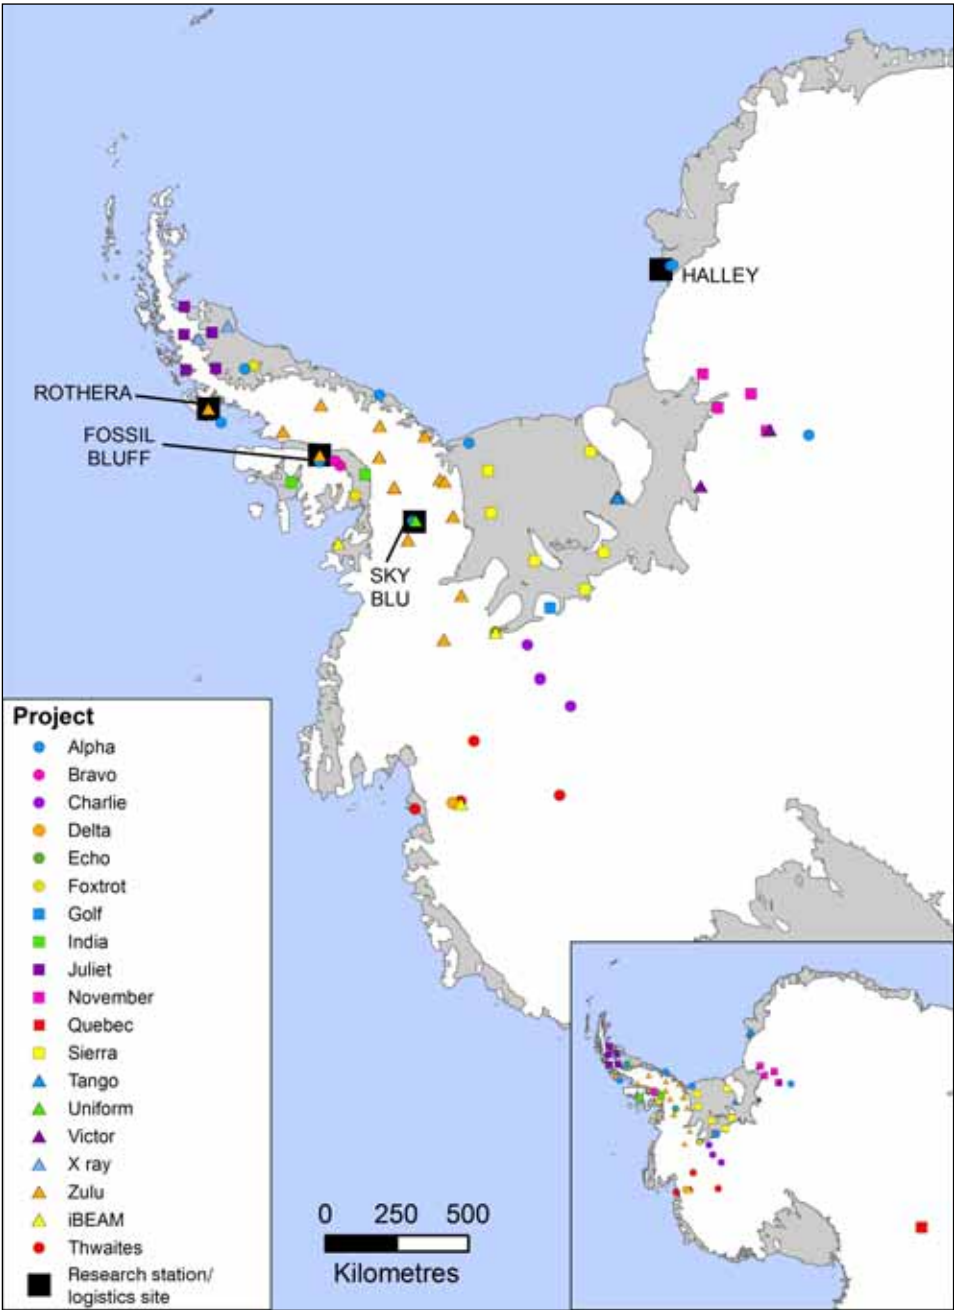 HALLEY
ROTHERA
FOSSIL
BLUFF
SKY
BLU
Project
Alpha
Bravo
Charlie
Delta
Echo
Foxtrot
Golf
India
Juliet
November
Quebec
Sierra
Tango
Uniform
Victor
X ray
Zulu
iBEAM
Thwaites
Research station/
logistics site
0 250 500
Kilometres